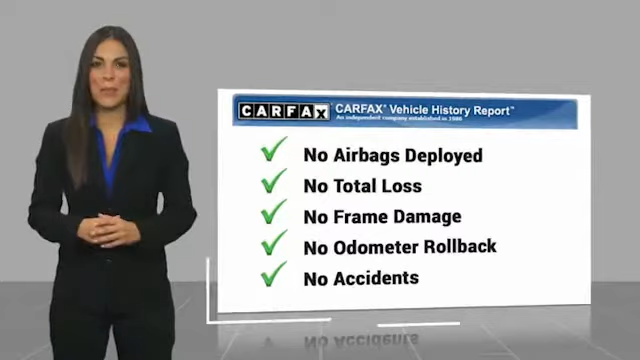 CARFAX CARFAX® Vehicle History Report™
An independent company established in 1986
No Airbags Deployed
No Total Loss
No Frame Damage
No Odometer Rollback
No Accidents